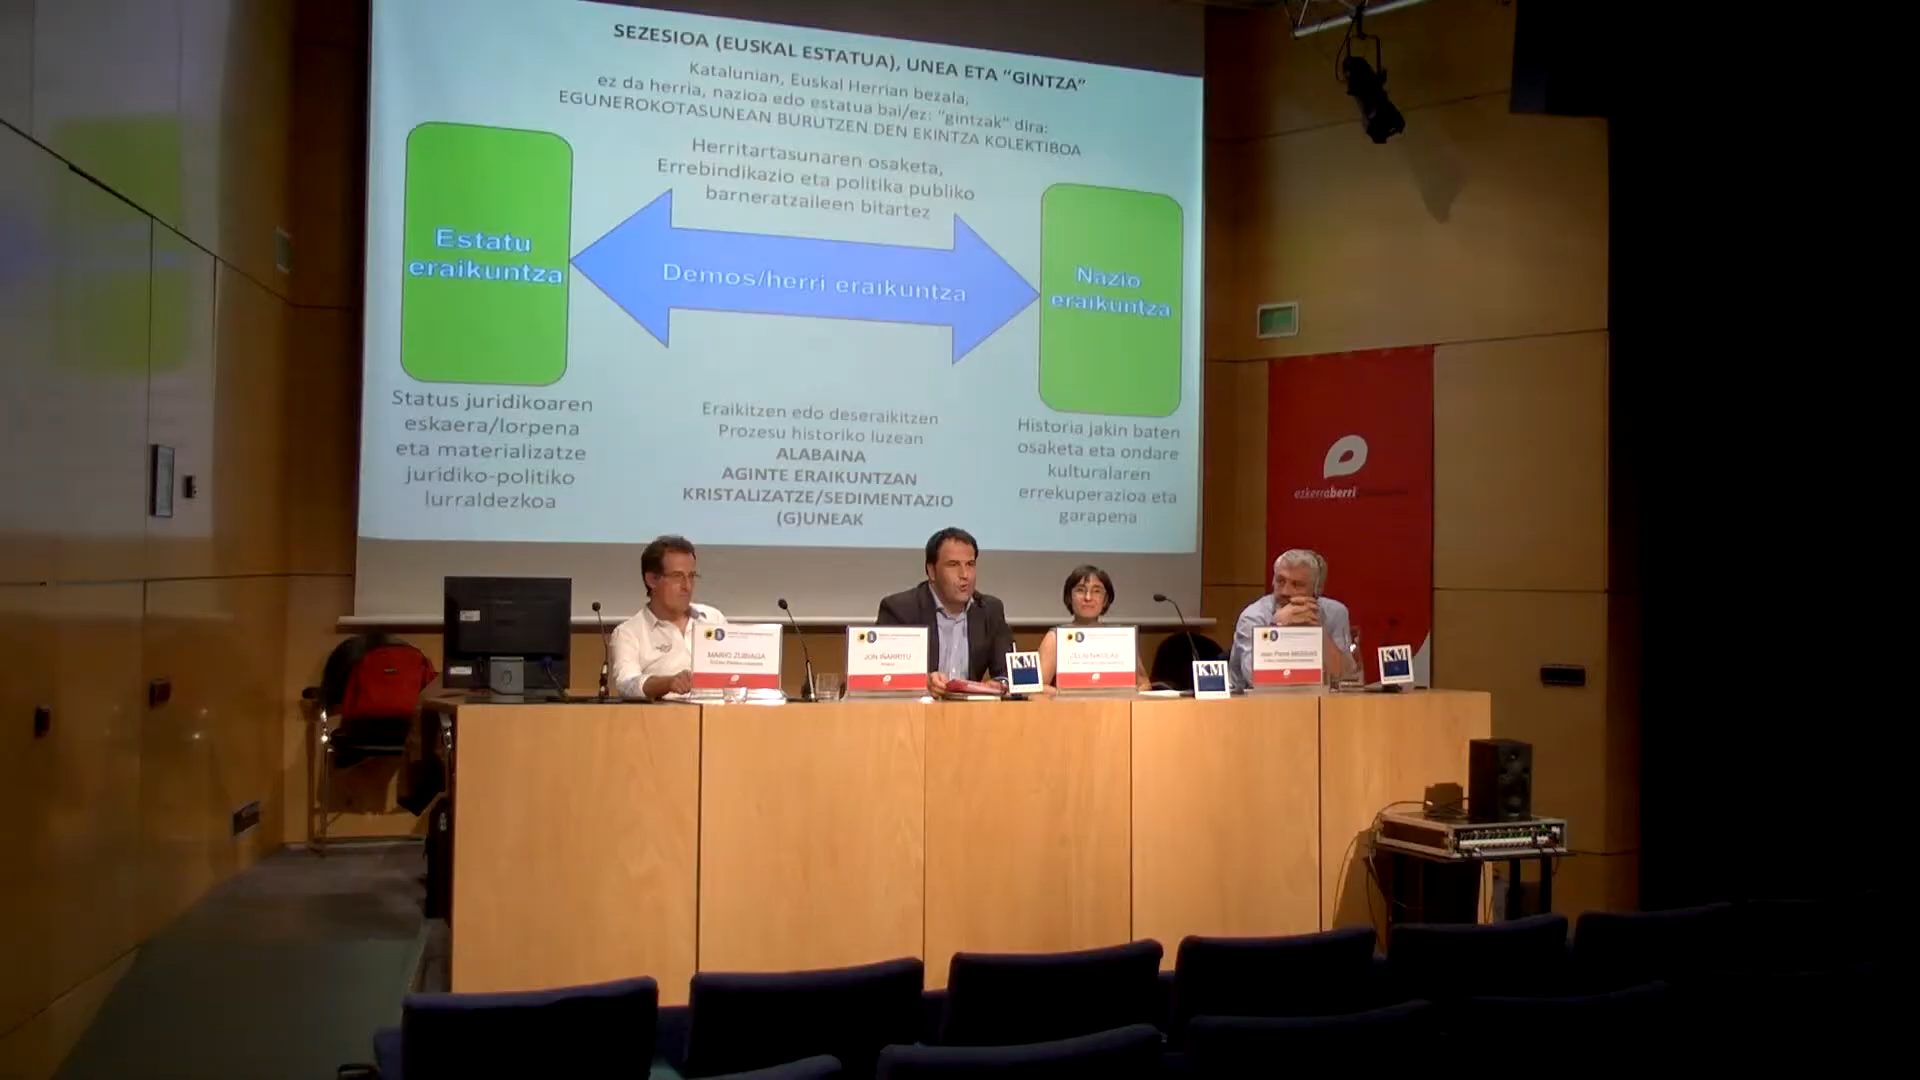 SEZESIOA (EUSKAL ESTATUA), UNEA ETA “GINTZA”
Katalunian, Euskal Herrian bezala,
ez da herria, nazioa edo estatua bai/ez: “gintzak” dira:
EGUNEROKOTASUNEAN BURUTZEN DEN EKINTZA KOLEKTIBOA
Herritartasunaren osaketa,
Errebindikazio eta politika publiko
barneratzaileen bitartez
Estatu
eraikuntza
Demos/herri eraikuntza
Nazio
eraikuntza
Status juridikoaren
eskaera/lorpena
eta materializatze
juridiko-politiko
lurraldezkoa
Eraikitzen edo deseraikitzen
Prozesu historiko luzean
ALABAINA
AGINTE ERAIKUNTZAN
KRISTALIZATZE/SEDIMENTAZIO
(G)UNEAK
Historia jakin baten
osaketa eta ondare
kulturalaren
errekuperazioa eta
garapena
ezkerraberri
MARIO ZUBIAGA
JON IÑARRITU
KM
KM
KM